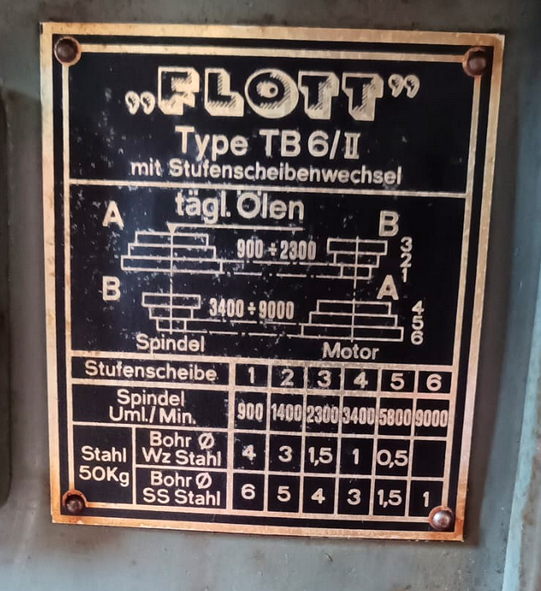 „FLOTT”
Type TB 6/II
mit Stufenscheibenwechsel
tägl. Ölen
A B
900 ÷ 2300 3
2
1
B A
3400 ÷ 9000 4
5
6
Spindel Motor
Stufenscheibe 1 2 3 4 5 6
Spindel
Uml./Min. 900 1400 2300 3400 5800 9000
Stahl
50Kg
Bohr Ø
Wz Stahl 4 3 1,5 1 0,5
Bohr Ø
SS Stahl 6 5 4 3 1,5 1